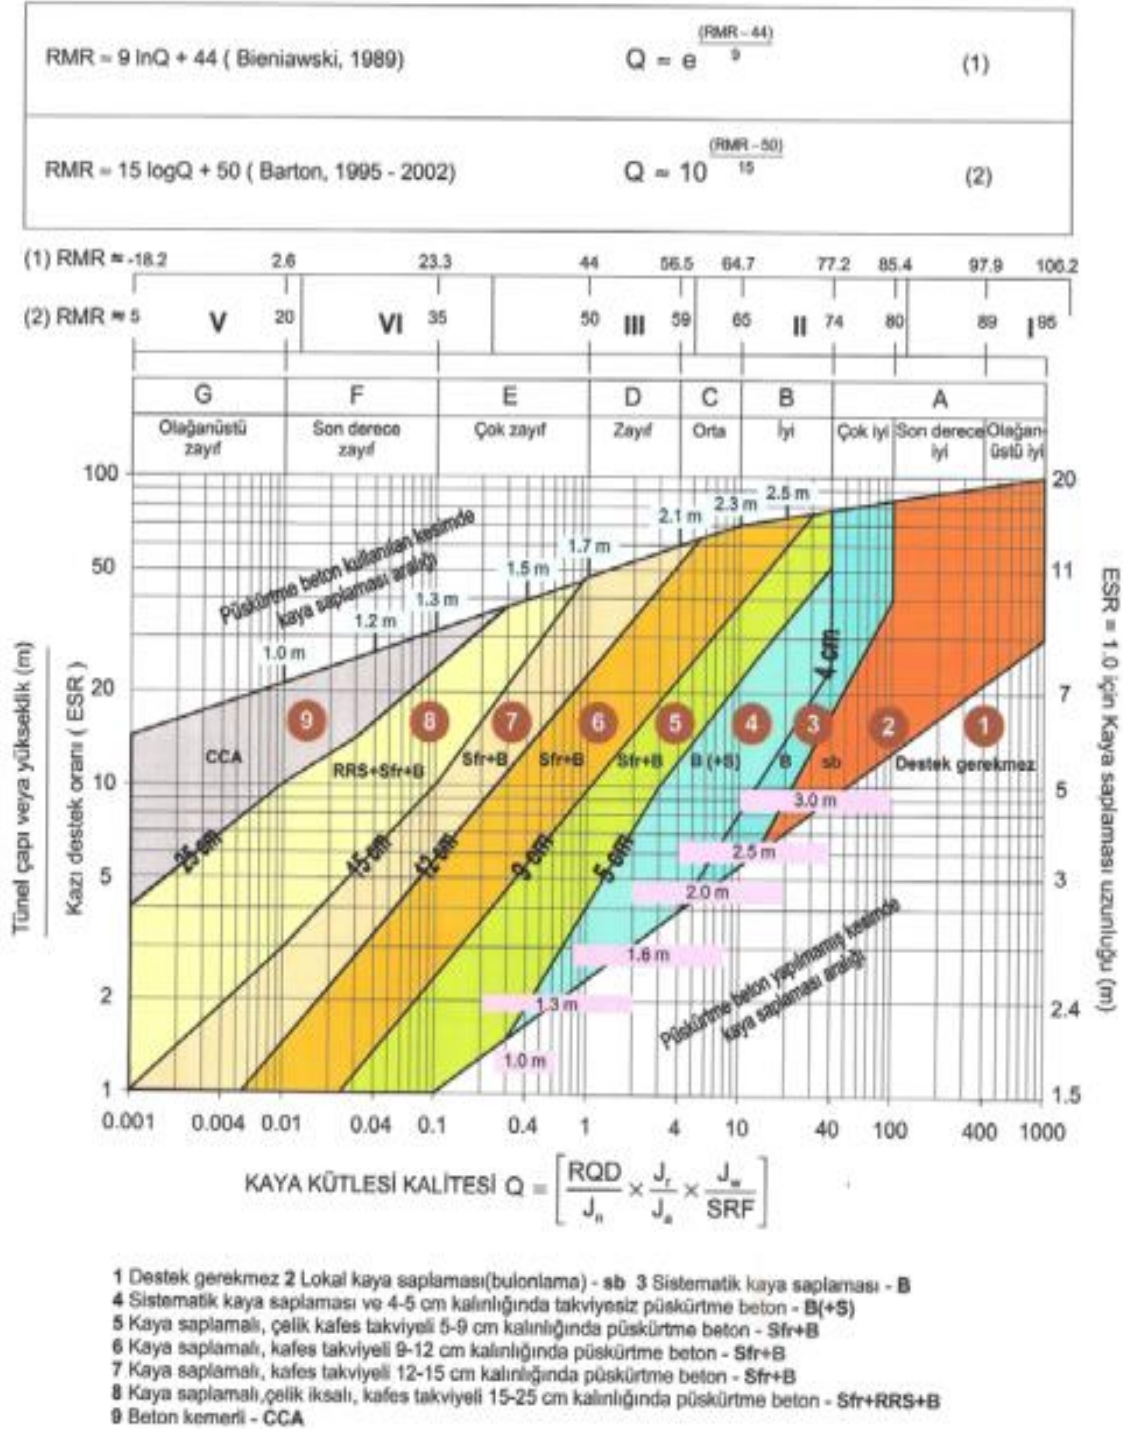 RMR ≈ 9 lnQ + 44 ( Bieniawski, 1989) Q ≈ e (RMR – 44) / 9 (1)
RMR ≈ 15 logQ + 50 ( Barton, 1995 - 2002) Q ≈ 10 (RMR – 50) / 15 (2)
(1) RMR ≈ -18.2 2.6 23.3 44 56.5 64.7 77.2 85.4 97.9 106.2
(2) RMR ≈ 5 V 20 VI 35 50 III 59 65 II 74 80 89 I 95
G F E D C B A
Olağanüstü zayıf Son derece zayıf Çok zayıf Zayıf Orta İyi Çok iyi Son derece iyi Olağan-üstü iyi
100 50 20 10 5 2 1
20 11 7 5 3 2.4 1.5
Püskürtme beton kullanılan kesimde
kaya saplaması aralığı
1.0 m 1.2 m 1.3 m 1.5 m 1.7 m 2.1 m 2.3 m 2.5 m
Tünel çapı veya yükseklik (m)
Kazı destek oranı ( ESR )
ESR = 1.0 için Kaya saplaması uzunluğu (m)
9 8 7 6 5 4 3 2 1
CCA RRS+Sfr+B Sfr+B Sfr+B Sfr+B B (+S) B sb Destek gerekmez
25 cm 15 cm 12 cm 9 cm 5 cm 4 cm
3.0 m
2.5 m
2.0 m
1.6 m
1.3 m
1.0 m
Püskürtme beton yapılmamış kesimde
kaya saplaması aralığı
0.001 0.004 0.01 0.04 0.1 0.4 1 4 10 40 100 400 1000
KAYA KÜTLESİ KALİTESİ Q = [ RQD / Jn × Jr / Ja × Jw / SRF ]
1 Destek gerekmez 2 Lokal kaya saplaması(bulonlama) - sb 3 Sistematik kaya saplaması - B
4 Sistematik kaya saplaması ve 4-5 cm kalınlığında takviyesiz püskürtme beton - B(+S)
5 Kaya saplamalı, çelik kafes takviyeli 5-9 cm kalınlığında püskürtme beton - Sfr+B
6 Kaya saplamalı, kafes takviyeli 9-12 cm kalınlığında püskürtme beton - Sfr+B
7 Kaya saplamalı, kafes takviyeli 12-15 cm kalınlığında püskürtme beton - Sfr+B
8 Kaya saplamalı,çelik iksalı, kafes takviyeli 15-25 cm kalınlığında püskürtme beton - Sfr+RRS+B
9 Beton kemerli - CCA